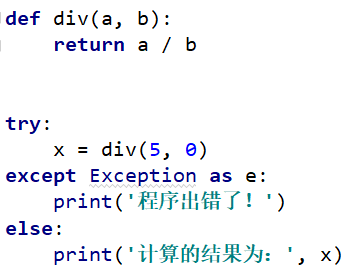 def div(a, b):
    return a / b
try:
    x = div(5, 0)
except Exception as e:
    print('程序出错了！')
else:
    print('计算的结果为：', x)